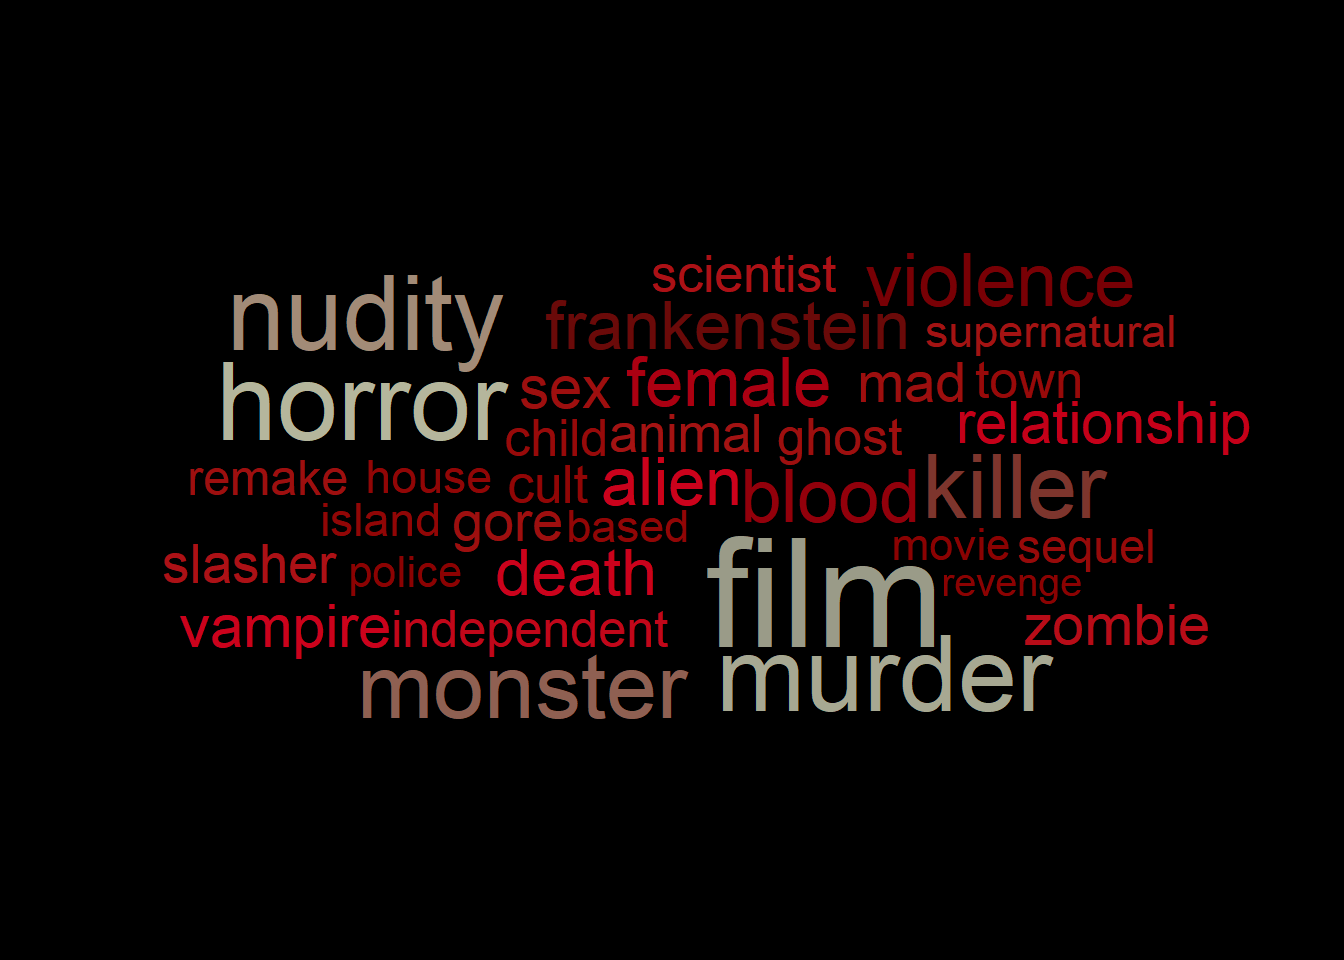 scientist violence
nudity frankenstein supernatural
horror sex female mad town
child animal ghost relationship
remake house cult alien blood killer
island gore based
slasher police death film movie sequel
revenge
vampire independent zombie
monster murder